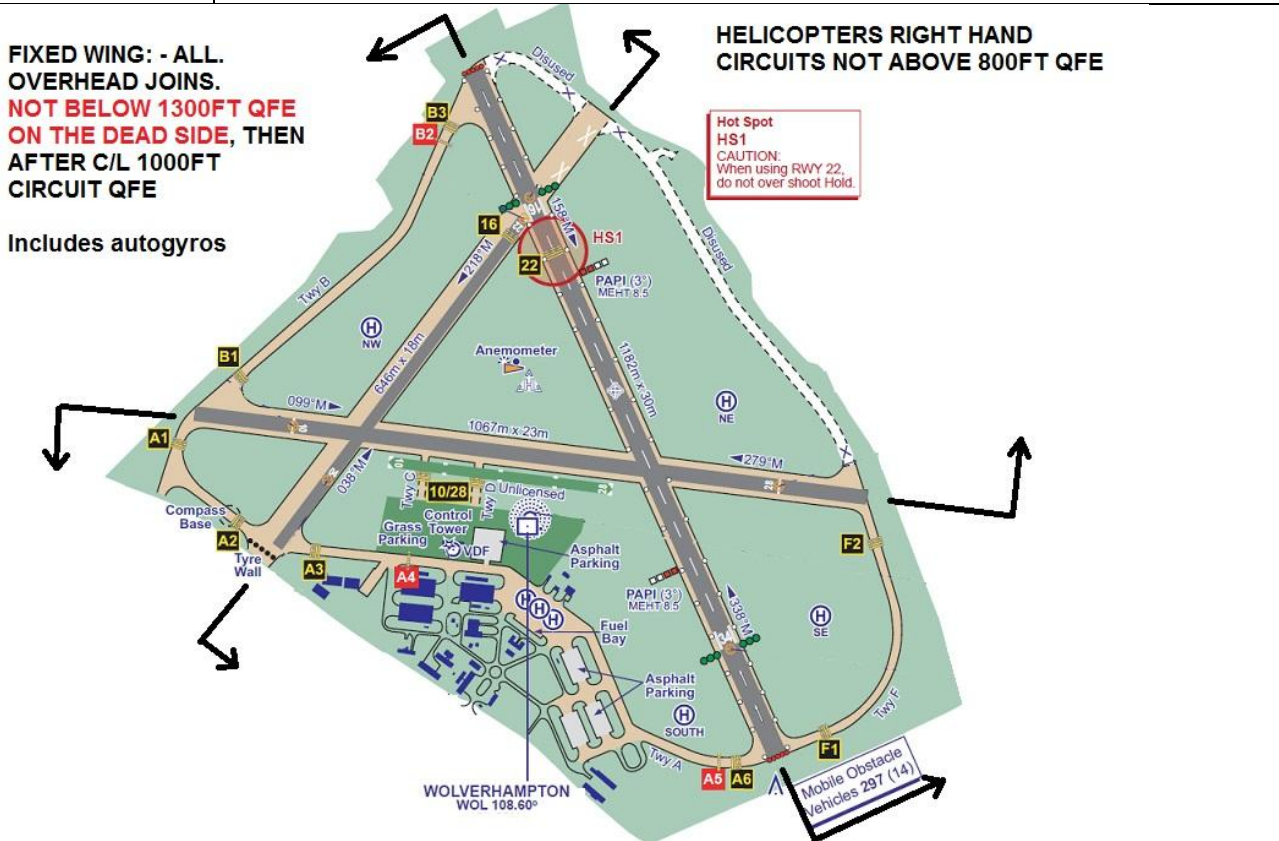 FIXED WING: - ALL.
OVERHEAD JOINS.
NOT BELOW 1300FT QFE
ON THE DEAD SIDE, THEN
AFTER C/L 1000FT
CIRCUIT QFE
Includes autogyros
HELICOPTERS RIGHT HAND
CIRCUITS NOT ABOVE 800FT QFE
Hot Spot
HS1
CAUTION:
When using RWY 22,
do not over shoot Hold.
Disused
B3
B2
158°M
16
HS1
22
218°M
PAPI (3°)
MEHT 8.5
Disused
Twy B
H
NW
Anemometer
H
646m x 18m
1182m x 30m
B1
H
NE
099°M
10
1067m x 23m
A1
279°M
28
038°M
10
28
Twy C
10/28
Twy D
Unlicensed
Compass
Base
Control
Tower
Grass
Parking
VDF
Asphalt
Parking
A2
F2
Tyre
Wall
A3
A4
PAPI (3°)
MEHT 8.5
338°M
34
H
H
H
Fuel
Bay
H
SE
Asphalt
Parking
H
SOUTH
Twy F
Twy A
F1
A5
A6
Mobile Obstacle
Vehicles 297 (14)
WOLVERHAMPTON
WOL 108.60°